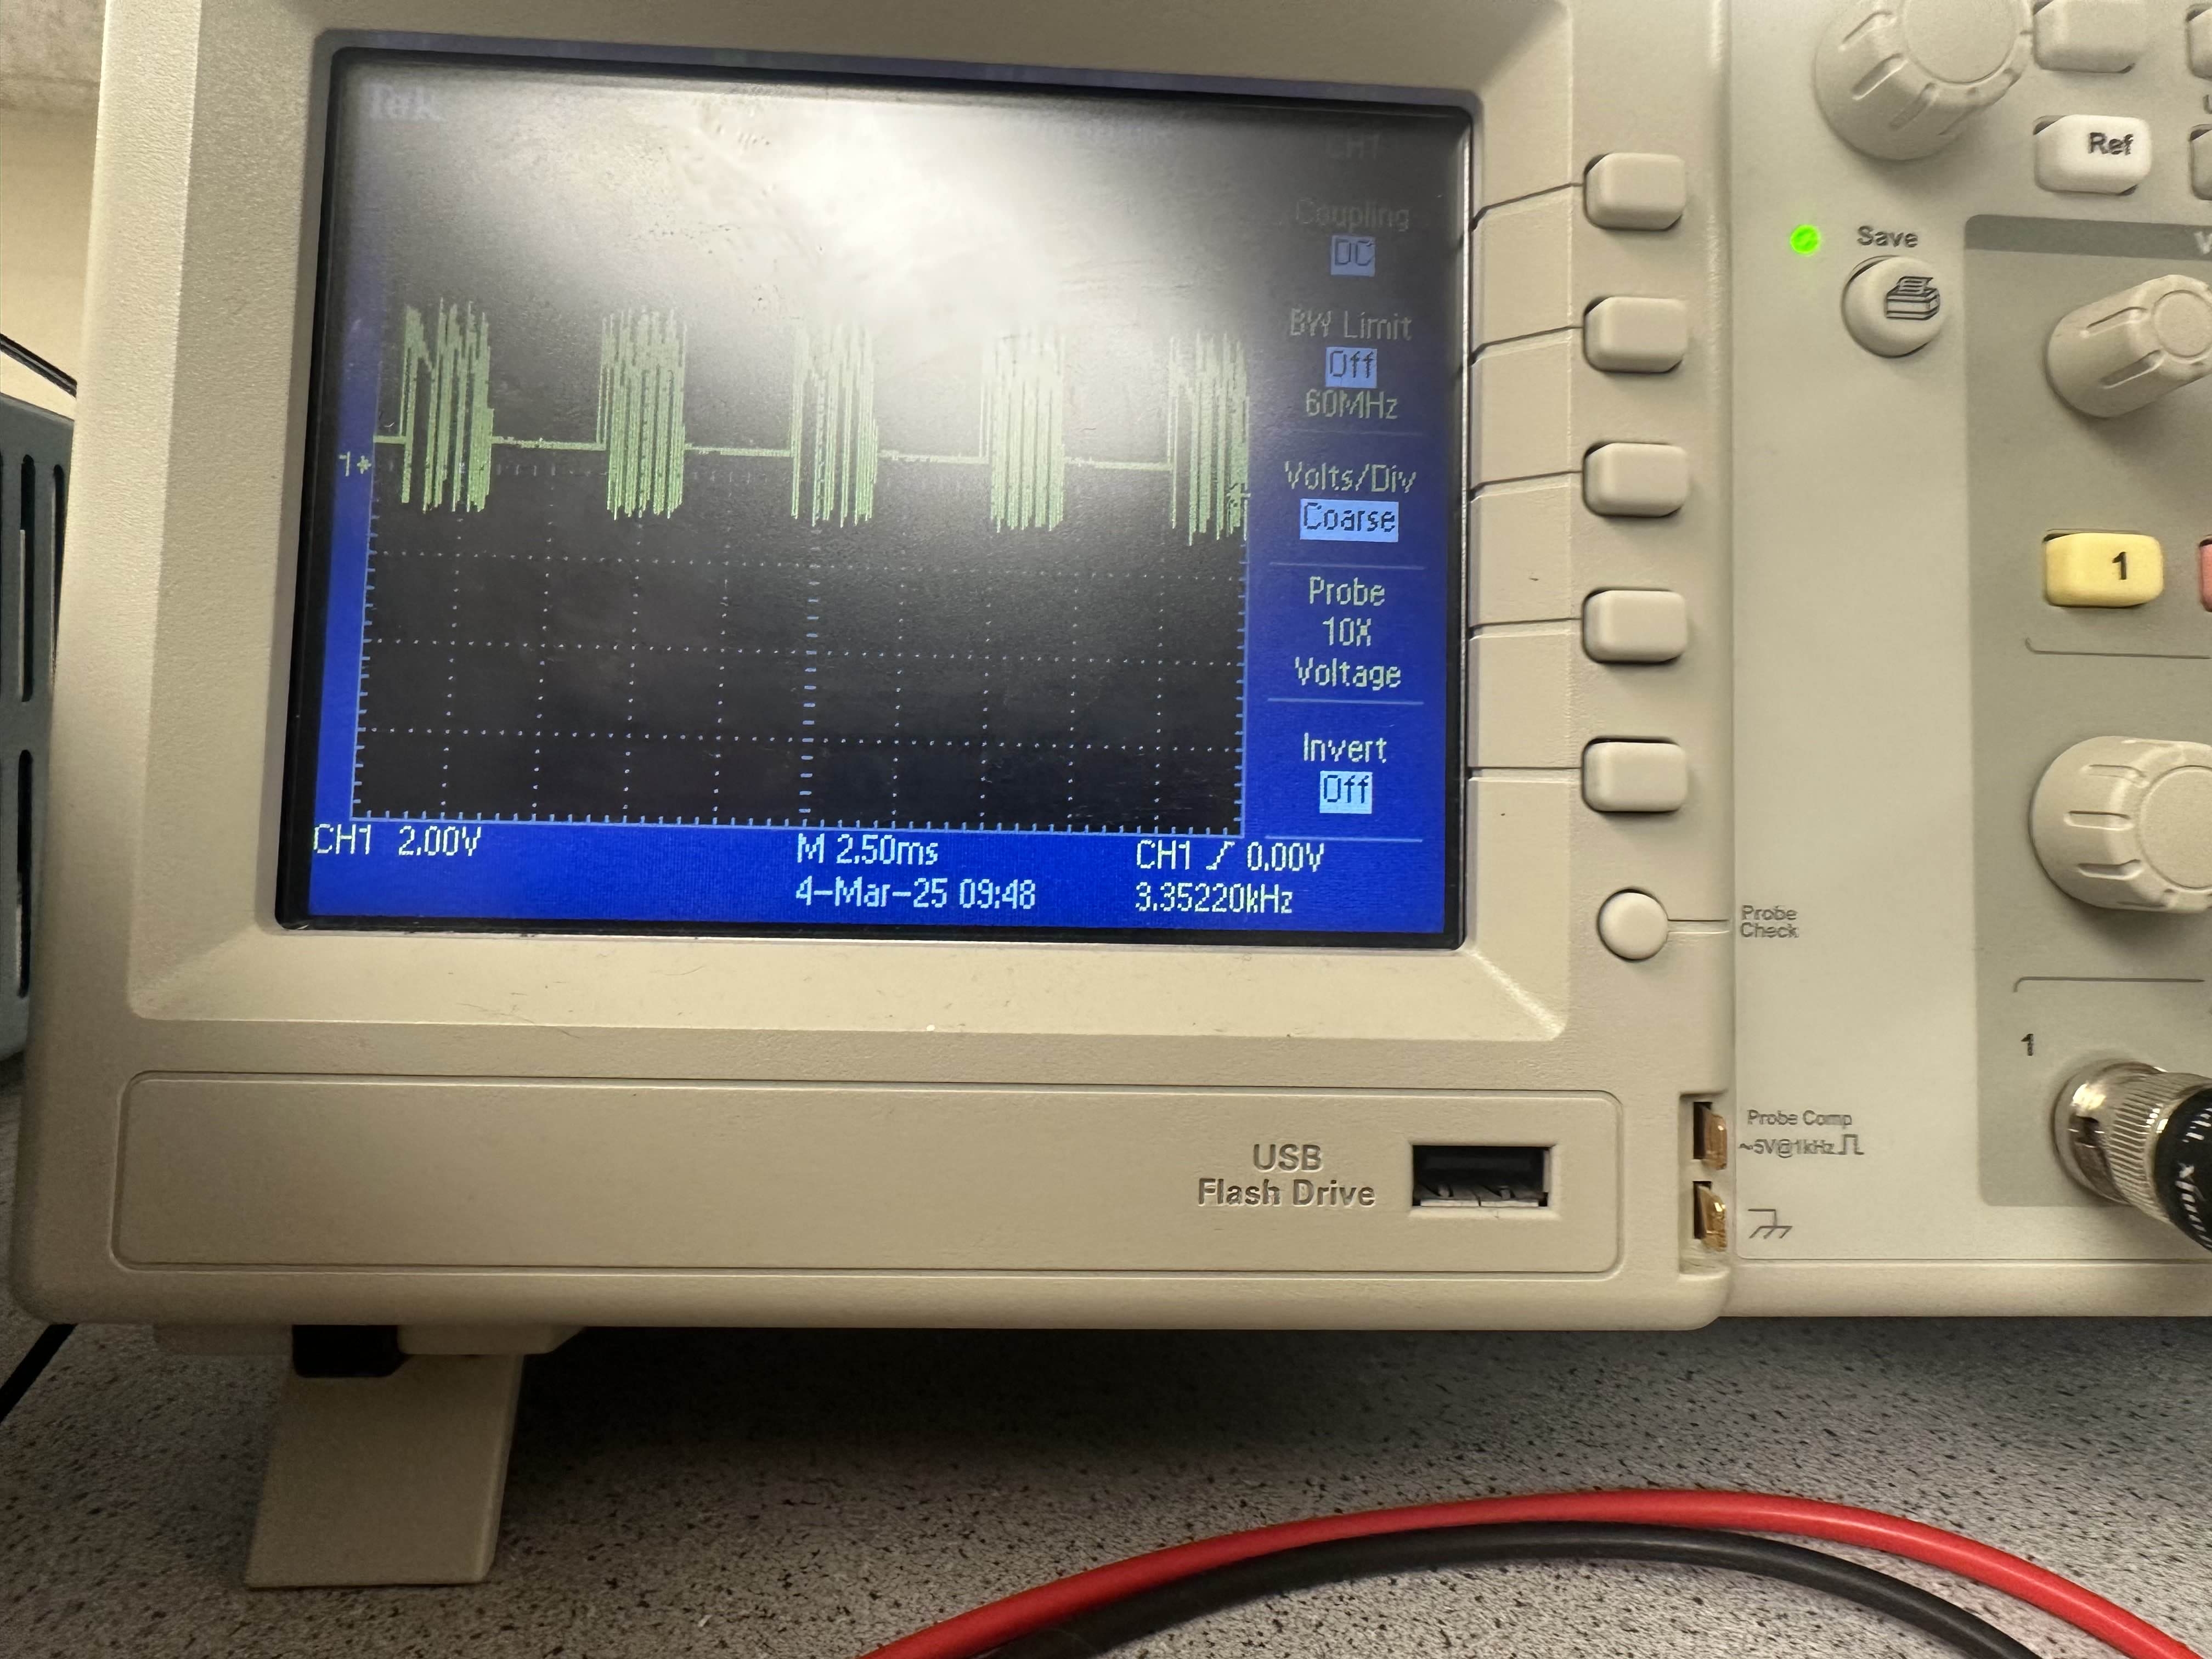 Tek
CH1
Coupling
DC
BW Limit
Off
60MHz
Volts/Div
Coarse
Probe
10X
Voltage
Invert
Off
1
CH1 2.00V
M 2.50ms
CH1 0.00V
4-Mar-25 09:48
3.35220kHz
Ref
Save
1
Probe
Check
1
Probe Comp
~5V@1kHz
USB
Flash Drive